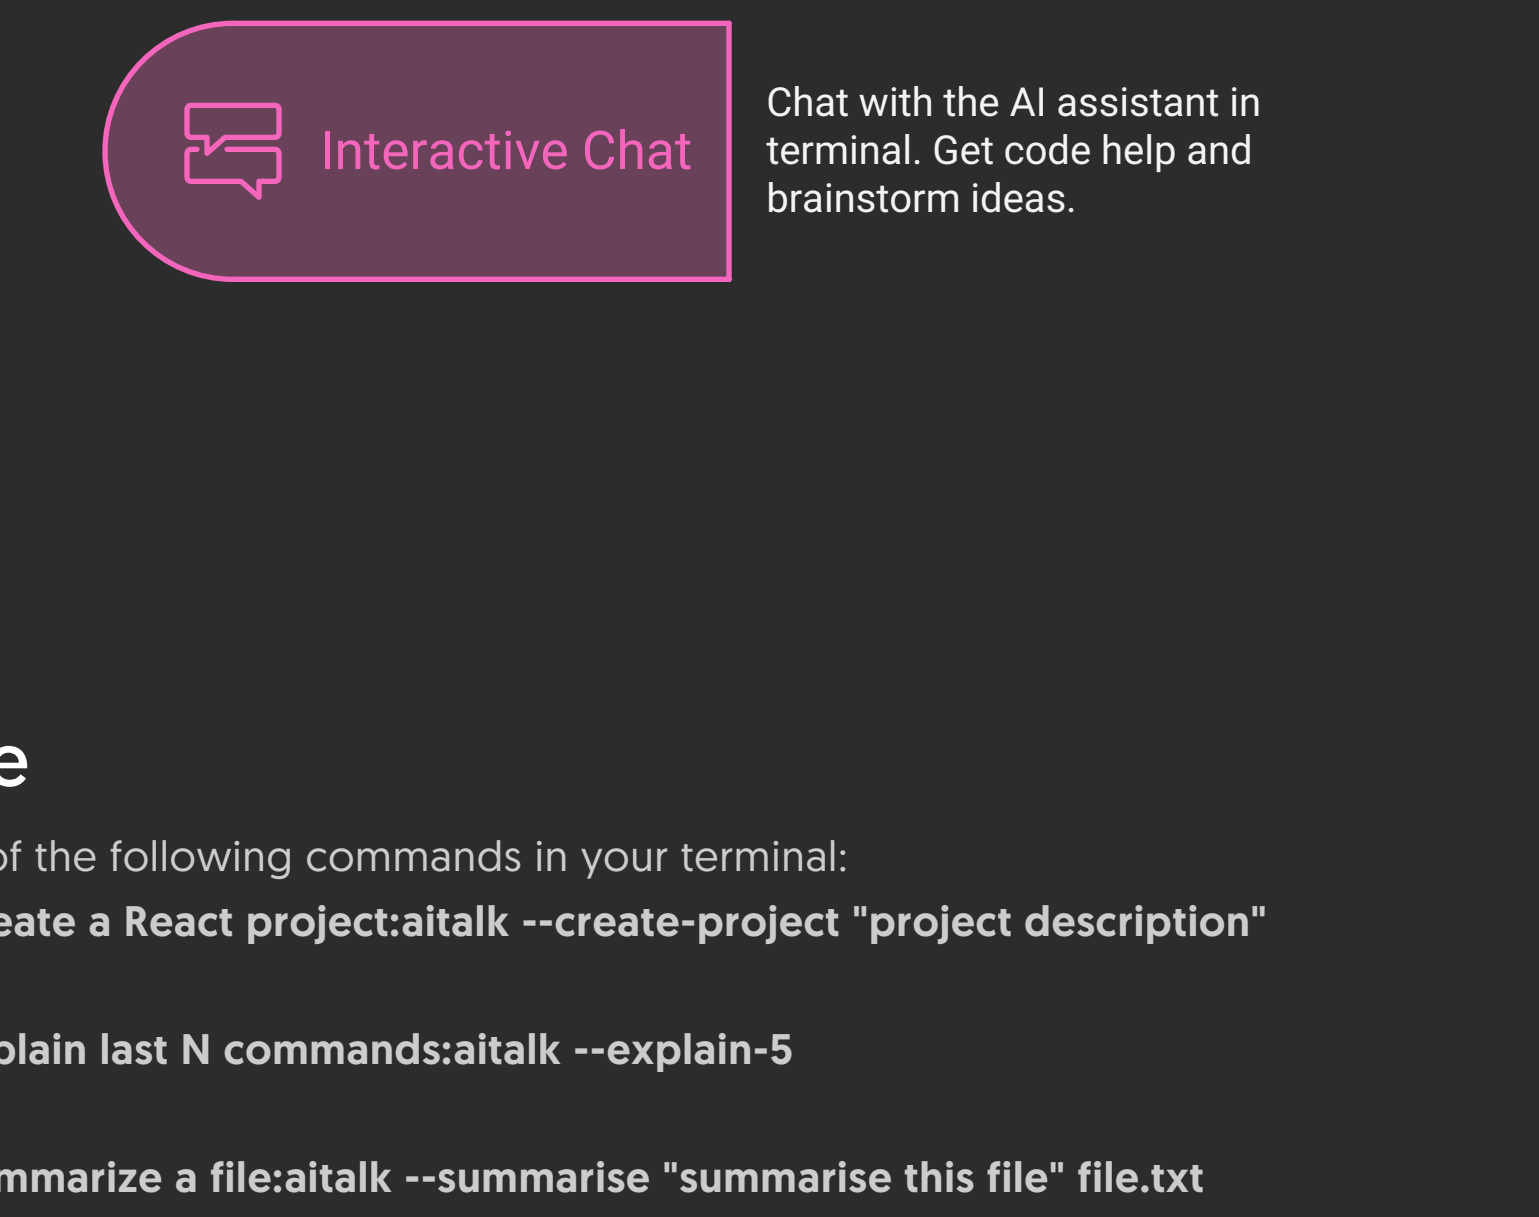 Interactive Chat
Chat with the AI assistant in
terminal. Get code help and
brainstorm ideas.
e
of the following commands in your terminal:
eate a React project:aitalk --create-project "project description"
plain last N commands:aitalk --explain-5
mmarize a file:aitalk --summarise "summarise this file" file.txt